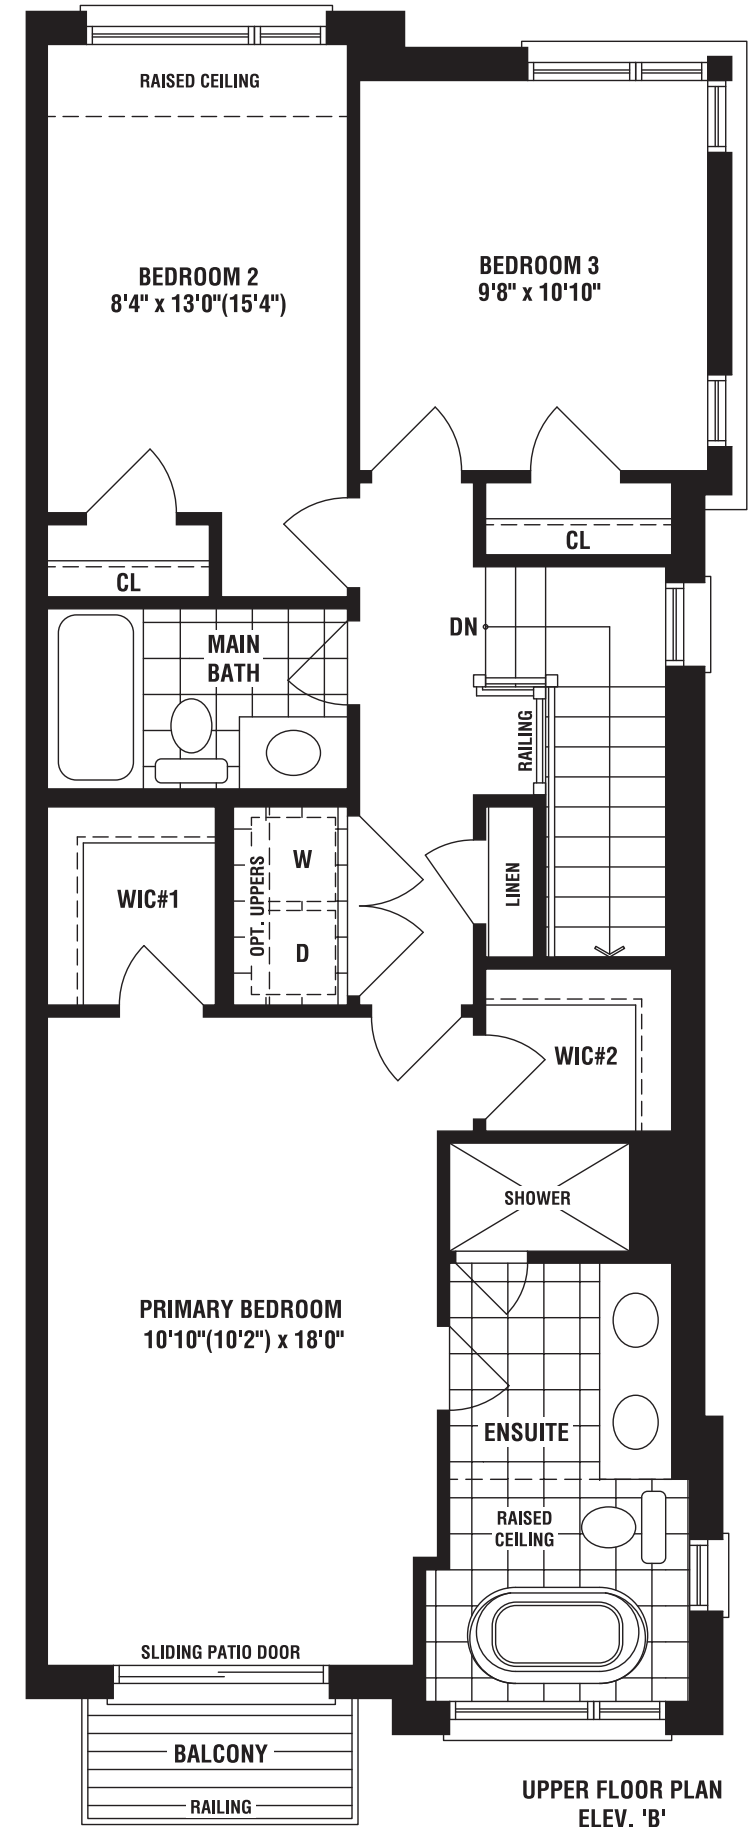 RAISED CEILING
BEDROOM 2
8'4" x 13'0"(15'4")
BEDROOM 3
9'8" x 10'10"
CL
CL
MAIN
BATH
DN
RAILING
WIC#1
OPT. UPPERS
W
D
LINEN
WIC#2
SHOWER
PRIMARY BEDROOM
10'10"(10'2") x 18'0"
ENSUITE
RAISED
CEILING
SLIDING PATIO DOOR
BALCONY
RAILING
UPPER FLOOR PLAN
ELEV. 'B'